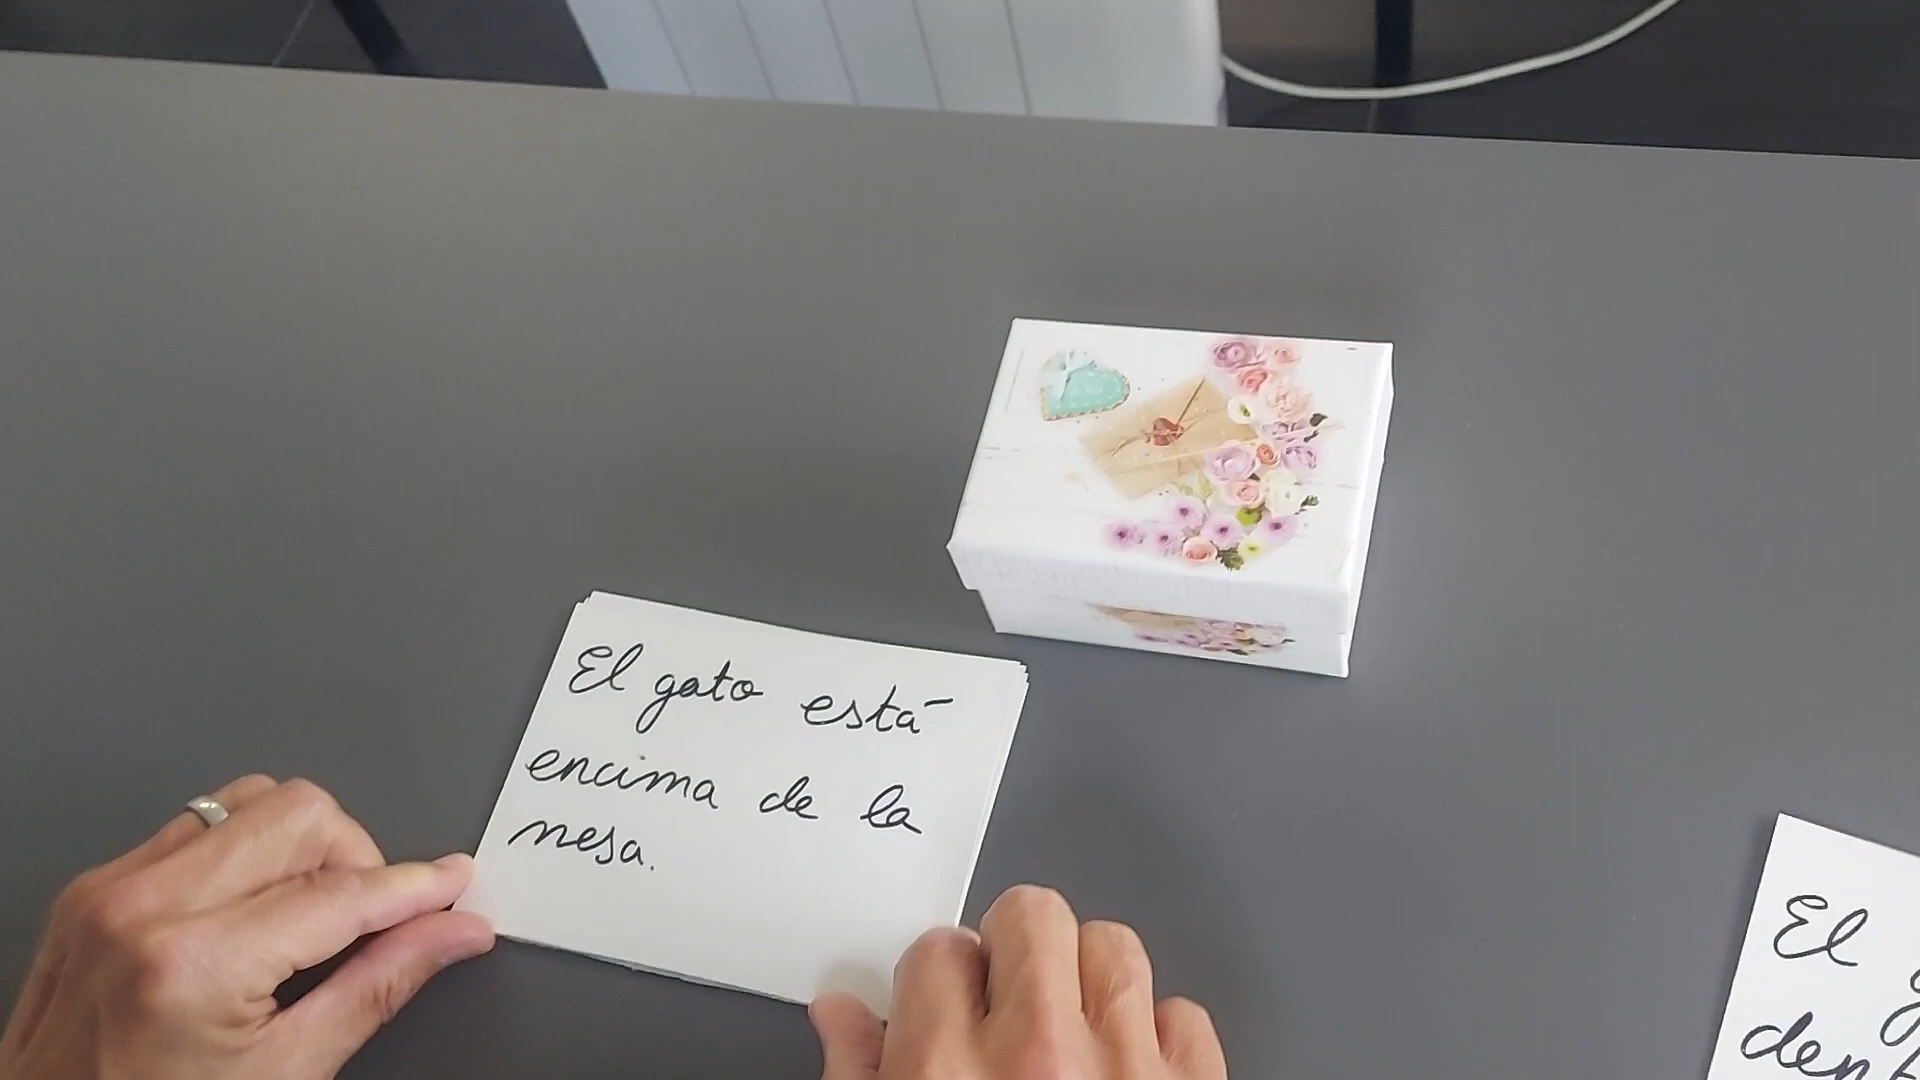 El gato está
encima de la
mesa.
El